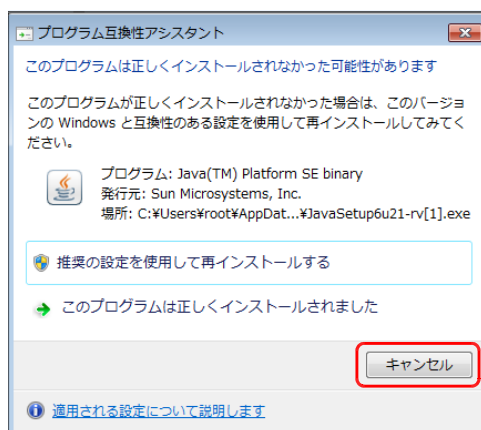 プログラム互換性アシスタント
このプログラムは正しくインストールされなかった可能性があります
このプログラムが正しくインストールされなかった場合は、このバージョ
ンの Windows と互換性のある設定を使用して再インストールしてみてく
ださい。
プログラム: Java(TM) Platform SE binary
発行元: Sun Microsystems, Inc.
場所: C:¥Users¥root¥AppDat...¥JavaSetup6u21-rv[1].exe
推奨の設定を使用して再インストールする
このプログラムは正しくインストールされました
キャンセル
適用される設定について説明します